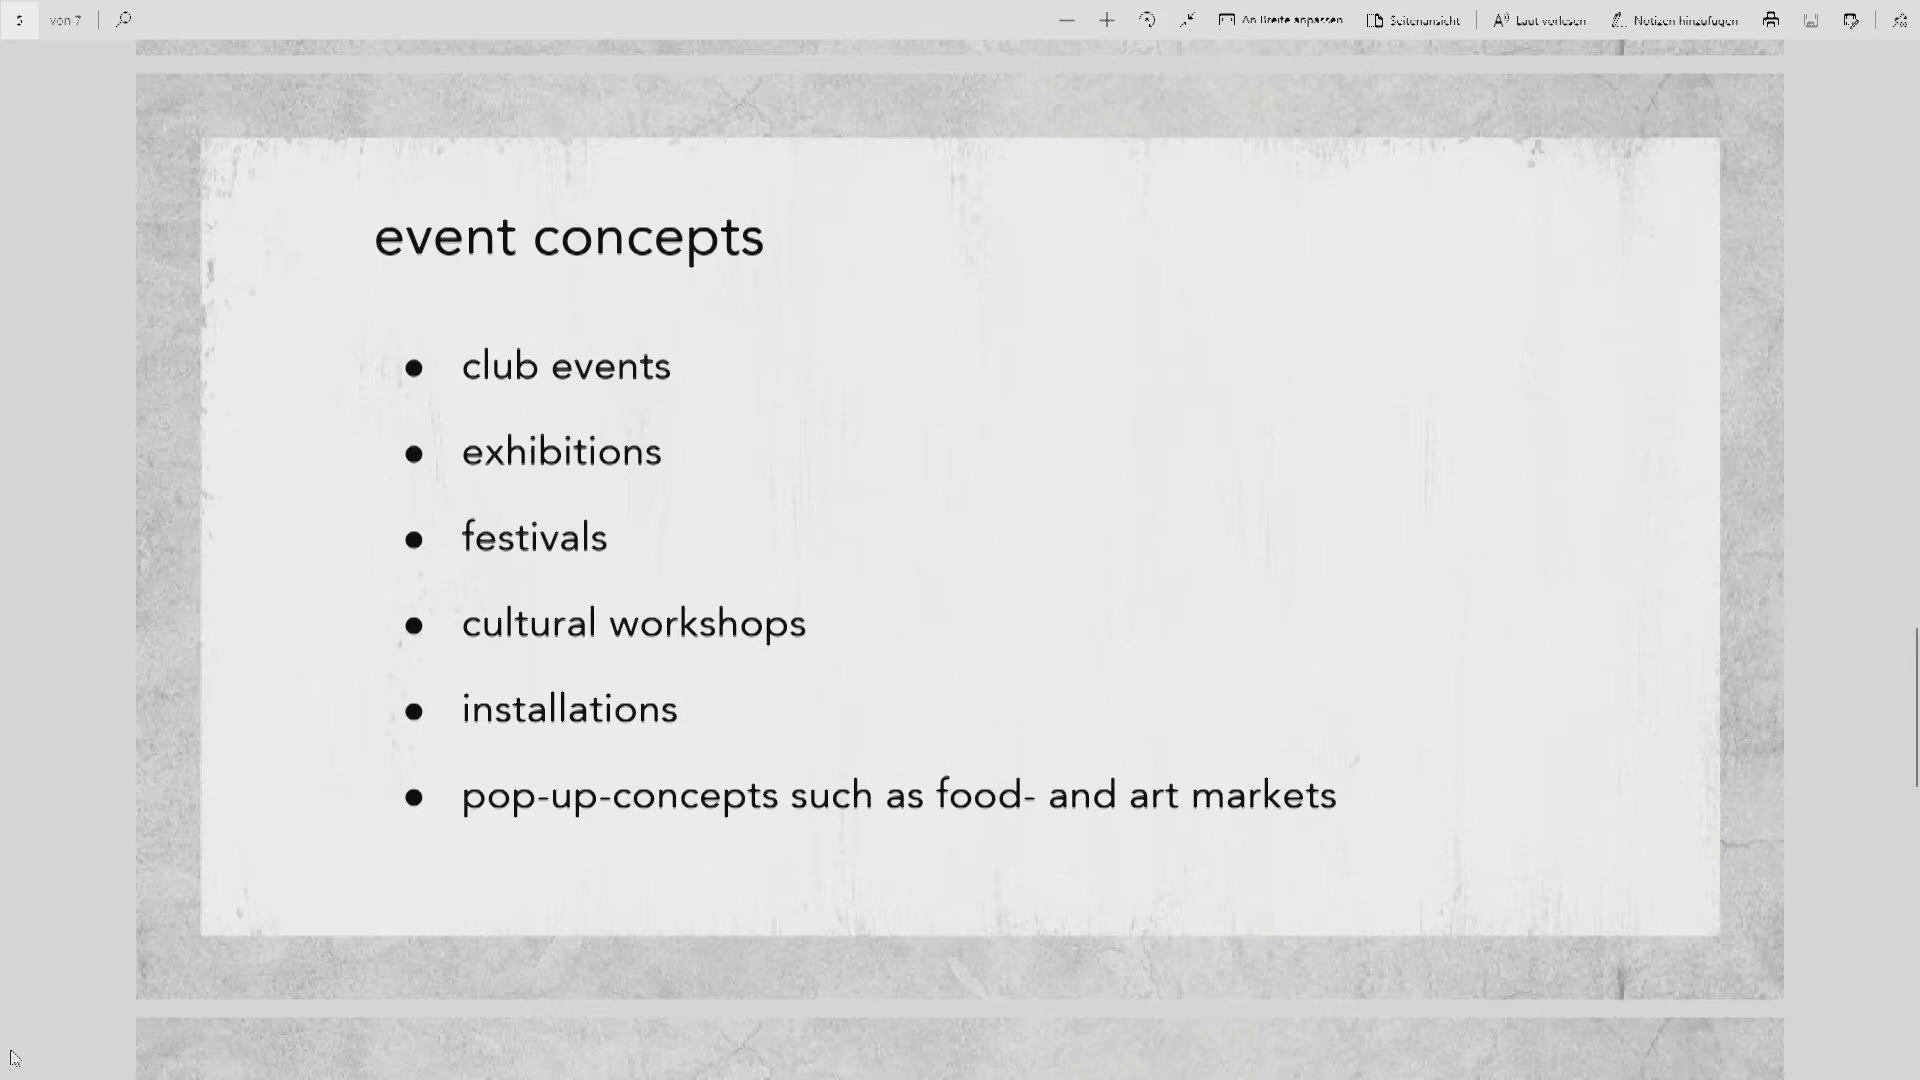 5 von 7 An Breite anpassen Seitenansicht Laut vorlesen Notizen hinzufügen
event concepts
● club events
● exhibitions
● festivals
● cultural workshops
● installations
● pop-up-concepts such as food- and art markets